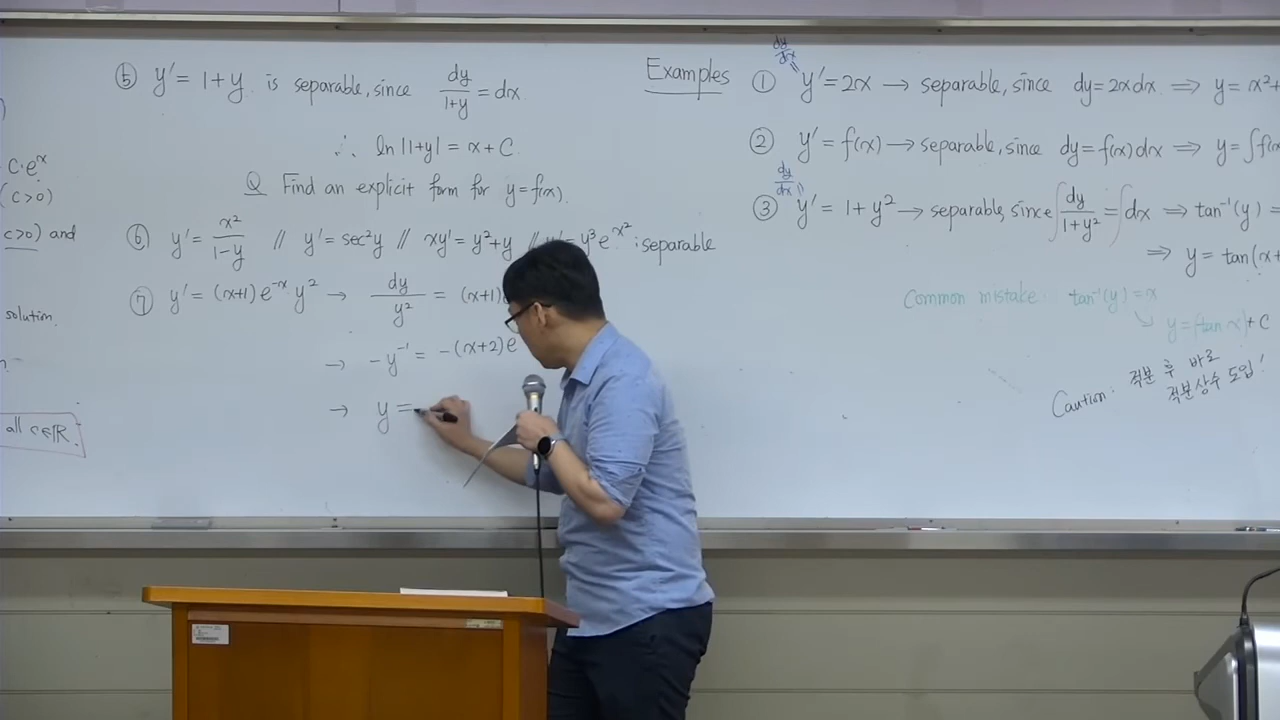 )
C·eˣ
(C>0)
C>0) and
solution.
all C∈ℝ.
⑤ y' = 1+y is separable, since dy/(1+y) = dx
∴ ln|1+y| = x+C
Q Find an explicit form for y=f(x).
⑥ y' = x²/(1-y) // y' = sec²y // xy' = y²+y // y' = y³e^(x²) : separable
⑦ y' = (x+1)e^(-x) y² → dy/y² = (x+1)
→ -y⁻¹ = -(x+2)e
→ y =
Examples
dy/dx
① y' = 2x → separable, since dy=2xdx ⇒ y = x²+
② y' = f(x) → separable, since dy=f(x)dx ⇒ y = ∫f(x
dy/dx
③ y' = 1+y² → separable, since ∫dy/(1+y²) = ∫dx ⇒ tan⁻¹(y) =
⇒ y = tan(x+
Common mistake: tan⁻¹(y) = x
↘ y = (tan x)+C
Caution: 적분 후 바로
적분상수 도입!